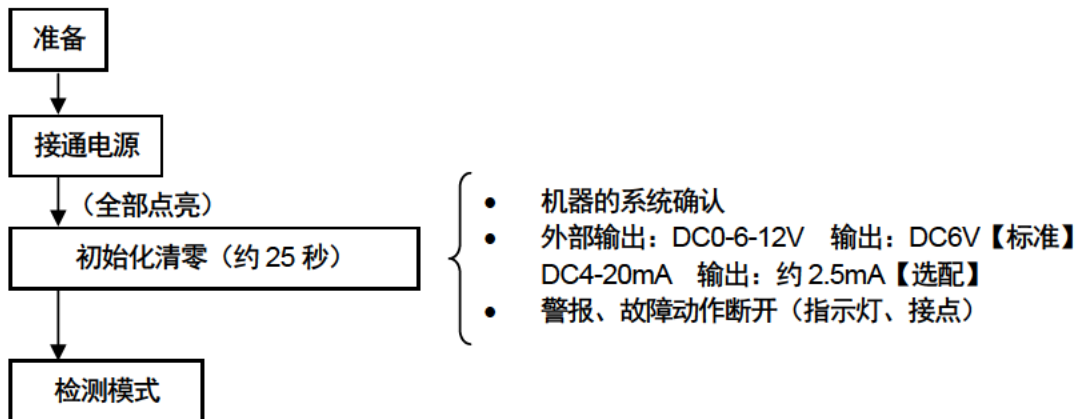 准备
接通电源
（全部点亮）
初始化清零（约 25 秒）
● 机器的系统确认
● 外部输出：DC0-6-12V 输出：DC6V【标准】
DC4-20mA 输出：约 2.5mA【选配】
● 警报、故障动作断开（指示灯、接点）
检测模式